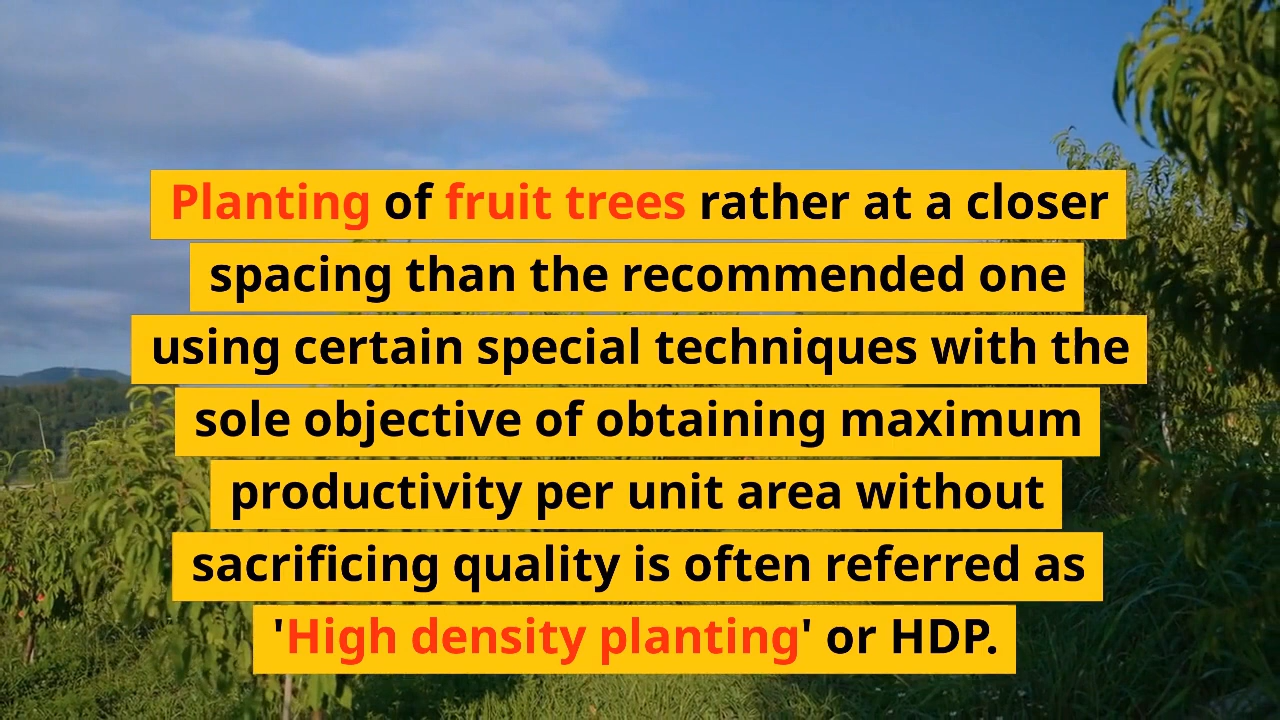 Planting of fruit trees rather at a closer
spacing than the recommended one
using certain special techniques with the
sole objective of obtaining maximum
productivity per unit area without
sacrificing quality is often referred as
'High density planting' or HDP.